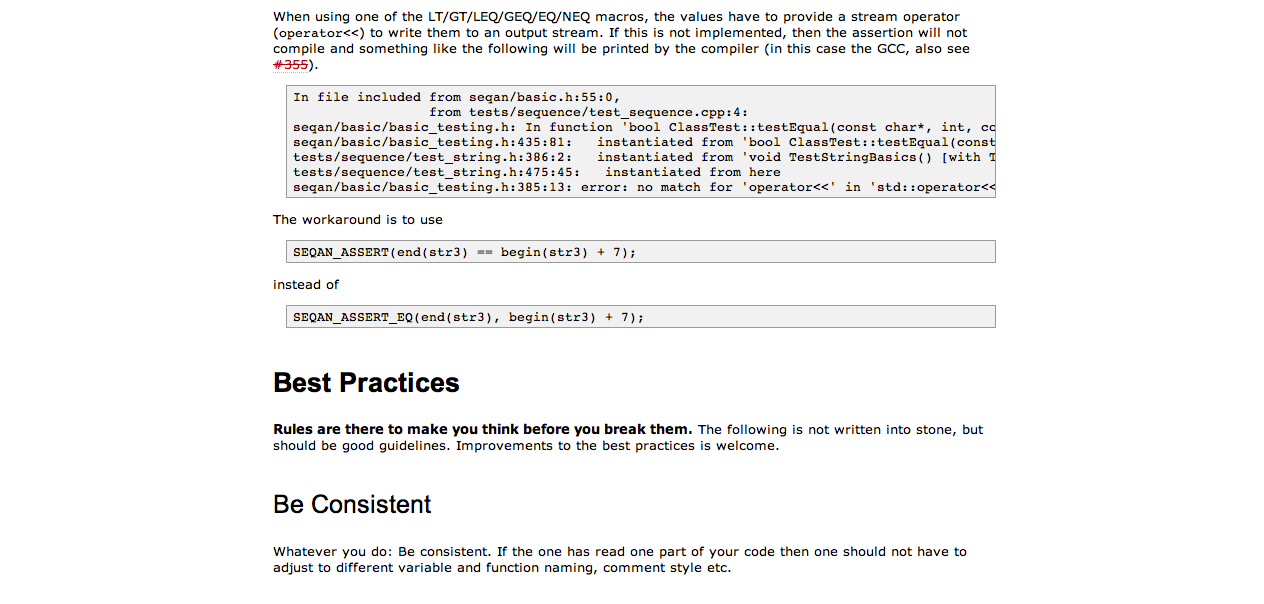 When using one of the LT/GT/LEQ/GEQ/EQ/NEQ macros, the values have to provide a stream operator
(operator<<) to write them to an output stream. If this is not implemented, then the assertion will not
compile and something like the following will be printed by the compiler (in this case the GCC, also see
#355).
In file included from seqan/basic.h:55:0,
                 from tests/sequence/test_sequence.cpp:4:
seqan/basic/basic_testing.h: In function 'bool ClassTest::testEqual(const char*, int, co
seqan/basic/basic_testing.h:435:81:   instantiated from 'bool ClassTest::testEqual(const
tests/sequence/test_string.h:386:2:   instantiated from 'void TestStringBasics() [with T
tests/sequence/test_string.h:475:45:   instantiated from here
seqan/basic/basic_testing.h:385:13: error: no match for 'operator<<' in 'std::operator<<
The workaround is to use
SEQAN_ASSERT(end(str3) == begin(str3) + 7);
instead of
SEQAN_ASSERT_EQ(end(str3), begin(str3) + 7);
Best Practices
Rules are there to make you think before you break them. The following is not written into stone, but
should be good guidelines. Improvements to the best practices is welcome.
Be Consistent
Whatever you do: Be consistent. If the one has read one part of your code then one should not have to
adjust to different variable and function naming, comment style etc.